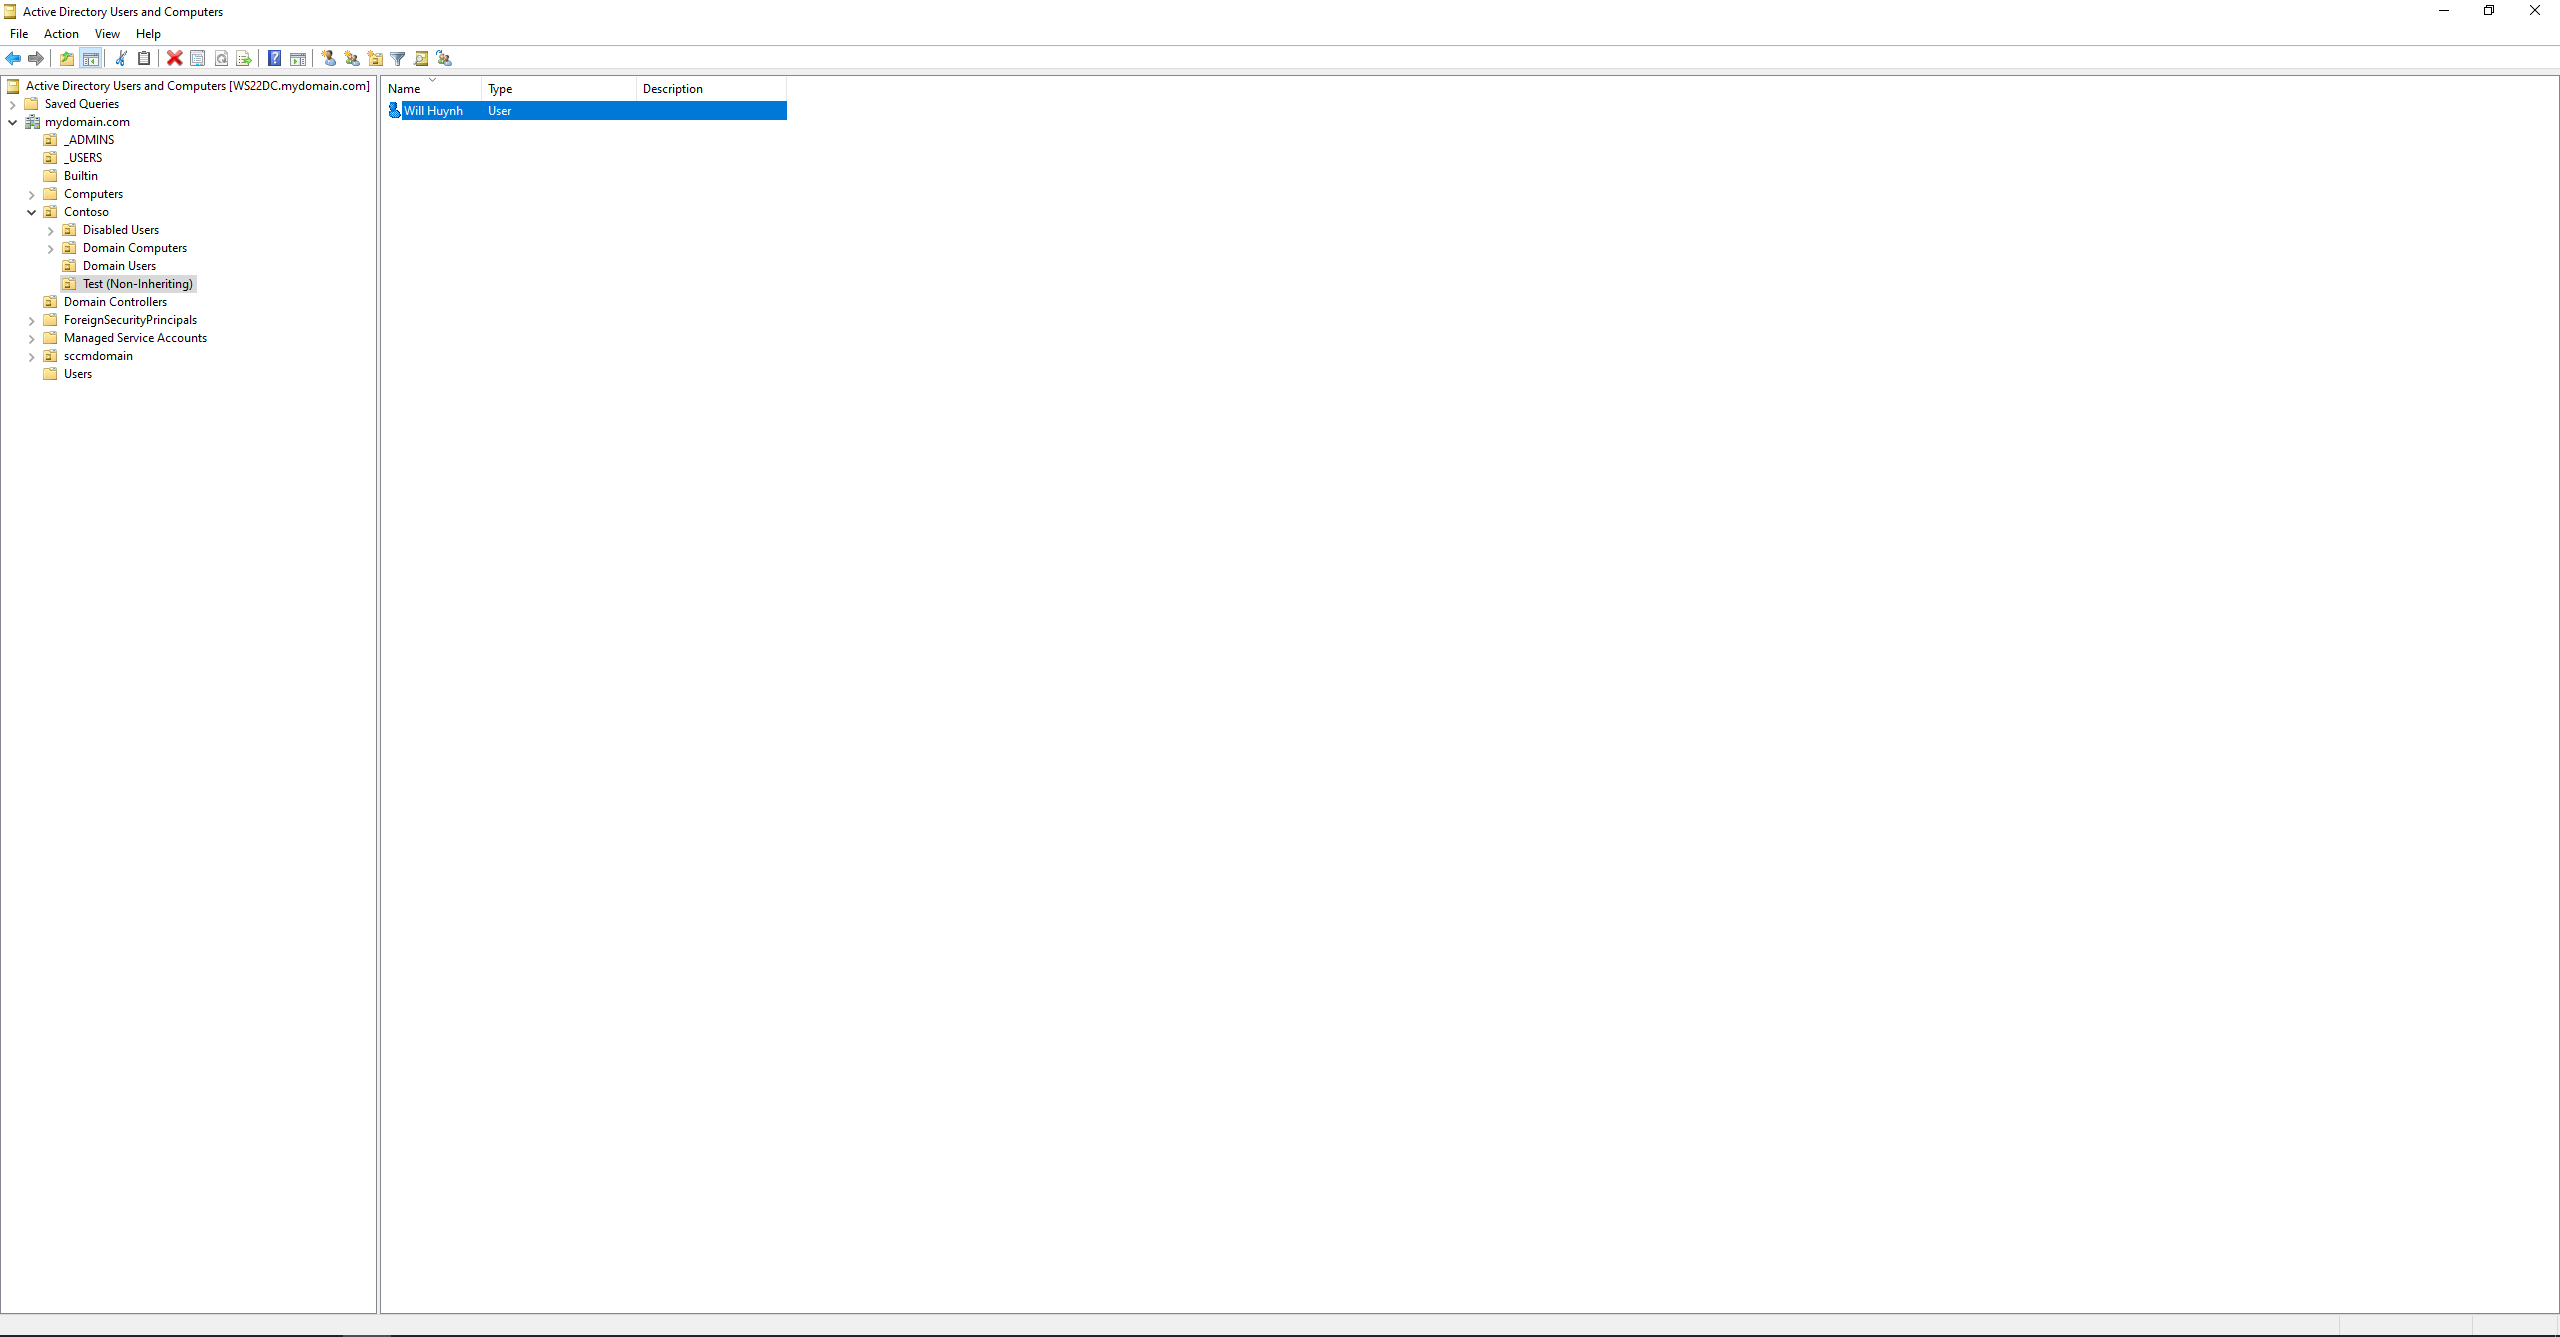 Active Directory Users and Computers
File Action View Help
Active Directory Users and Computers [WS22DC.mydomain.com]
Saved Queries
mydomain.com
_ADMINS
_USERS
Builtin
Computers
Contoso
Disabled Users
Domain Computers
Domain Users
Test (Non-Inheriting)
Domain Controllers
ForeignSecurityPrincipals
Managed Service Accounts
sccmdomain
Users
Name Type Description
Will Huynh User